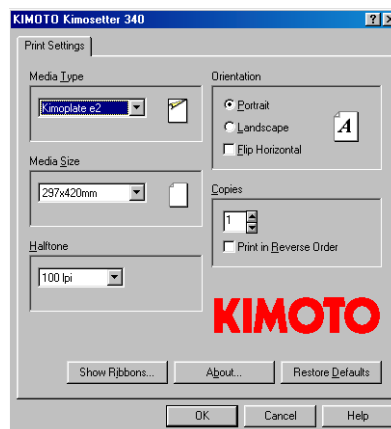 KIMOTO Kimosetter 340
Print Settings
Media Type
Kimoplate e2
Media Size
297x420mm
Halftone
100 lpi
Orientation
Portrait
Landscape
Flip Horizontal
A
Copies
1
Print in Reverse Order
KIMOTO
Show Ribbons...
About...
Restore Defaults
OK
Cancel
Help